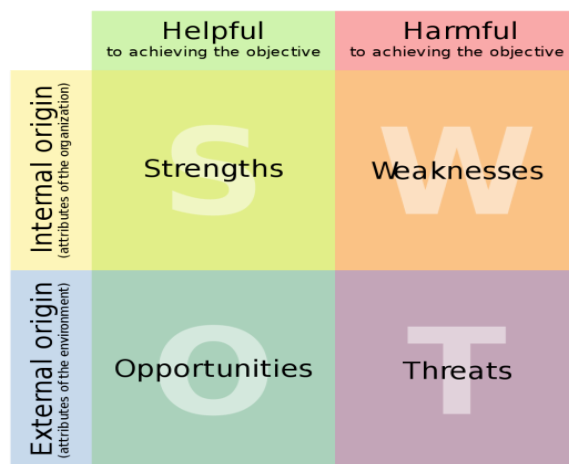 Helpful
to achieving the objective
Harmful
to achieving the objective
Internal origin
(attributes of the organization)
S
Strengths
W
Weaknesses
External origin
(attributes of the environment)
O
Opportunities
T
Threats